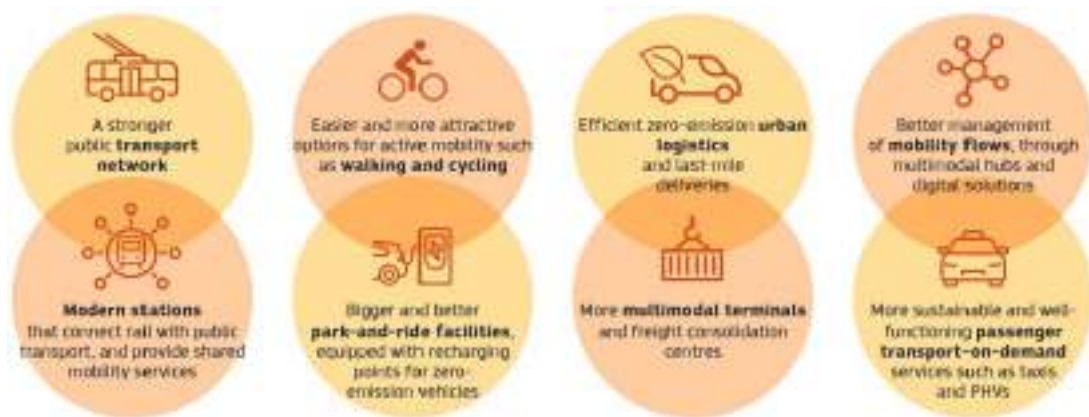 A stronger
public transport
network
Easier and more attractive
options for active mobility such
as walking and cycling
Efficient zero-emission urban
logistics
and last-mile
deliveries
Better management
of mobility flows, through
multimodal hubs and
digital solutions
Modern stations
that connect rail with public
transport, and provide shared
mobility services
Bigger and better
park-and-ride facilities,
equipped with recharging
points for zero-
emission vehicles
More multimodal terminals
and freight consolidation
centres
More sustainable and well-
functioning passenger
transport-on-demand
services such as taxis
and PHVs